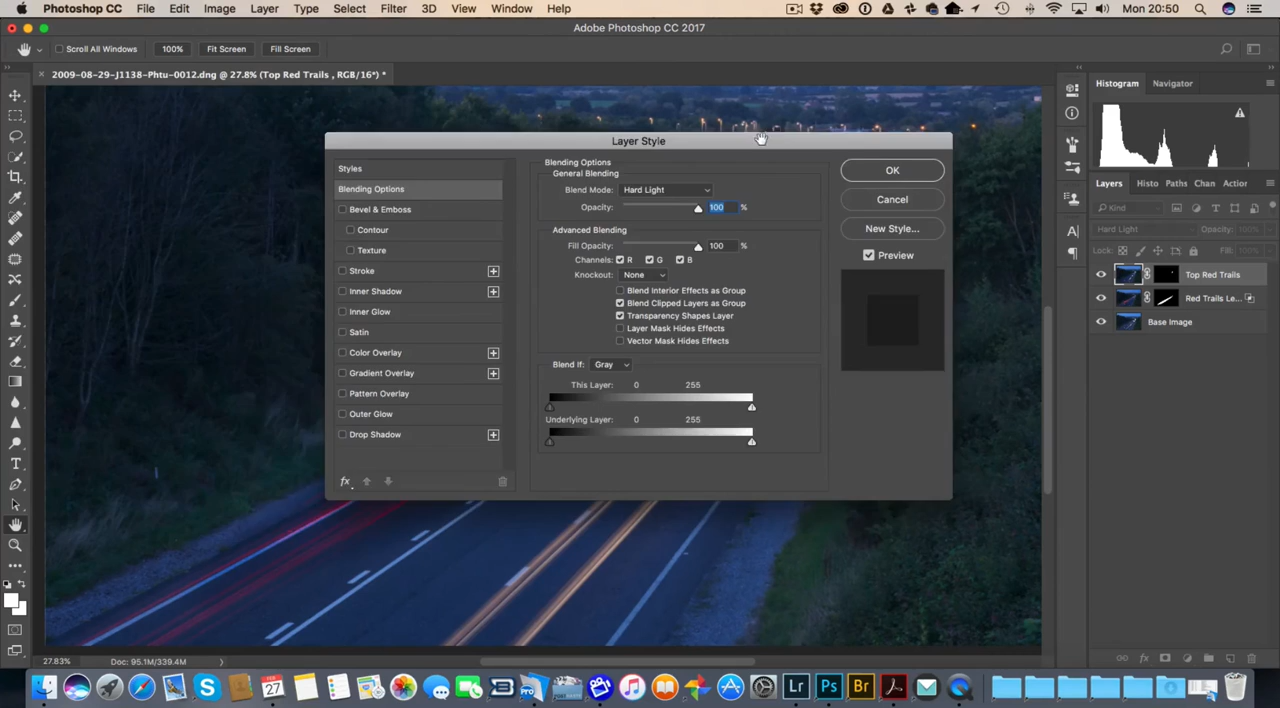 Photoshop CC File Edit Image Layer Type Select Filter 3D View Window Help Mon 20:50
Adobe Photoshop CC 2017
Scroll All Windows 100% Fit Screen Fill Screen
2009-08-29-J1138-Phtu-0012.dng @ 27.8% (Top Red Trails , RGB/16*) *
Histogram Navigator
Layer Style
Styles
Blending Options
Bevel & Emboss
Contour
Texture
Stroke
Inner Shadow
Inner Glow
Satin
Color Overlay
Gradient Overlay
Pattern Overlay
Outer Glow
Drop Shadow
fx
Blending Options
General Blending
Blend Mode: Hard Light
Opacity: 100 %
Advanced Blending
Fill Opacity: 100 %
Channels: R G B
Knockout: None
Blend Interior Effects as Group
Blend Clipped Layers as Group
Transparency Shapes Layer
Layer Mask Hides Effects
Vector Mask Hides Effects
Blend If: Gray
This Layer: 0 255
Underlying Layer: 0 255
OK
Cancel
New Style...
Preview
Layers Histo Paths Chan Action
Kind
Hard Light Opacity: 100%
Lock: Fill: 100%
Top Red Trails
Red Trails Le...
Base Image
27.83% Doc: 95.1M/339.4M
FEB
27
PRO
Lr Ps Br